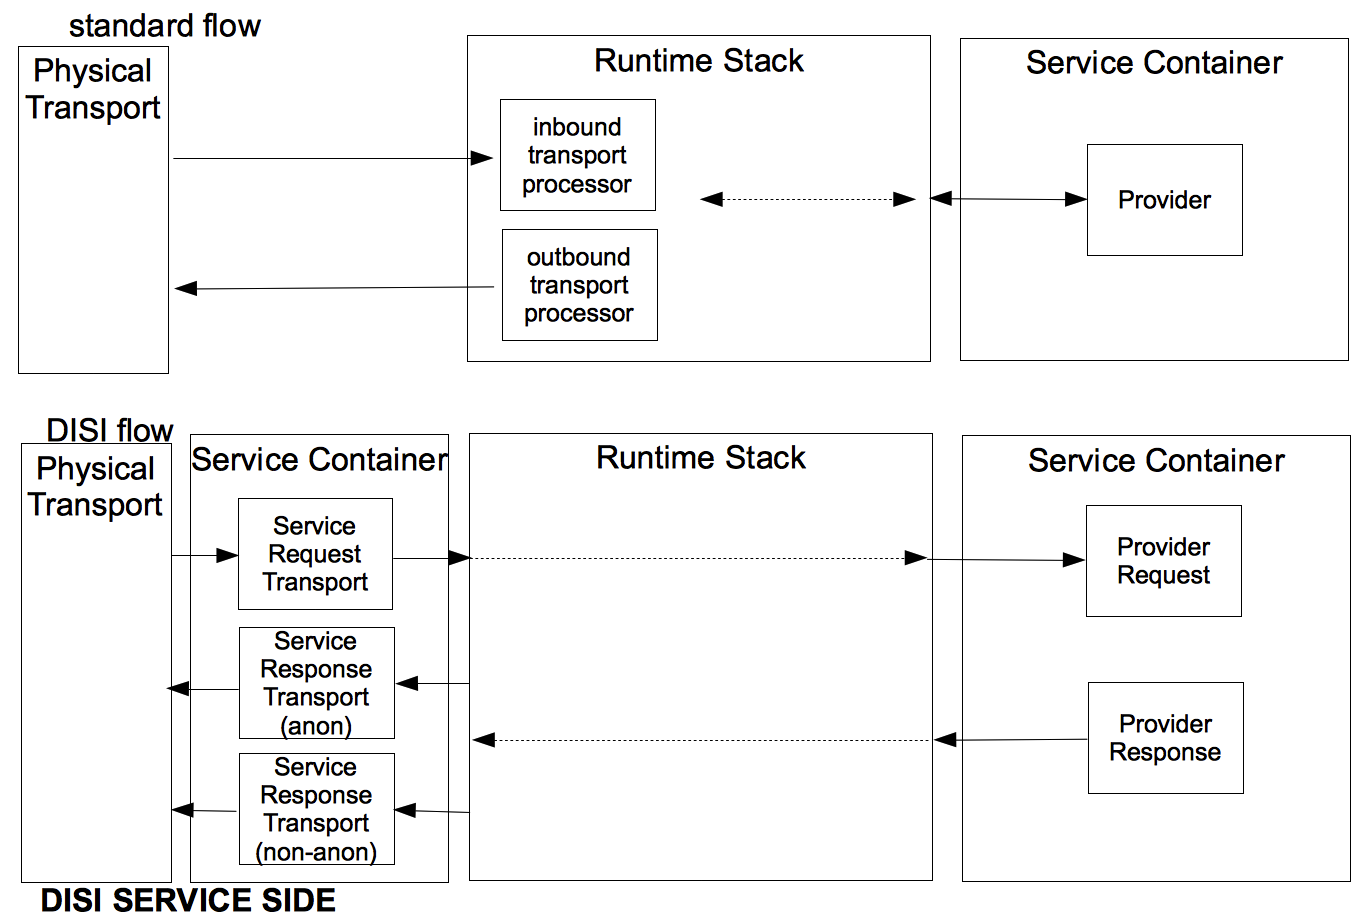 standard flow
Physical
Transport
Runtime Stack
inbound
transport
processor
outbound
transport
processor
Service Container
Provider
DISI flow
Physical
Transport
Service Container
Service
Request
Transport
Service
Response
Transport
(anon)
Service
Response
Transport
(non-anon)
Runtime Stack
Service Container
Provider
Request
Provider
Response
DISI SERVICE SIDE